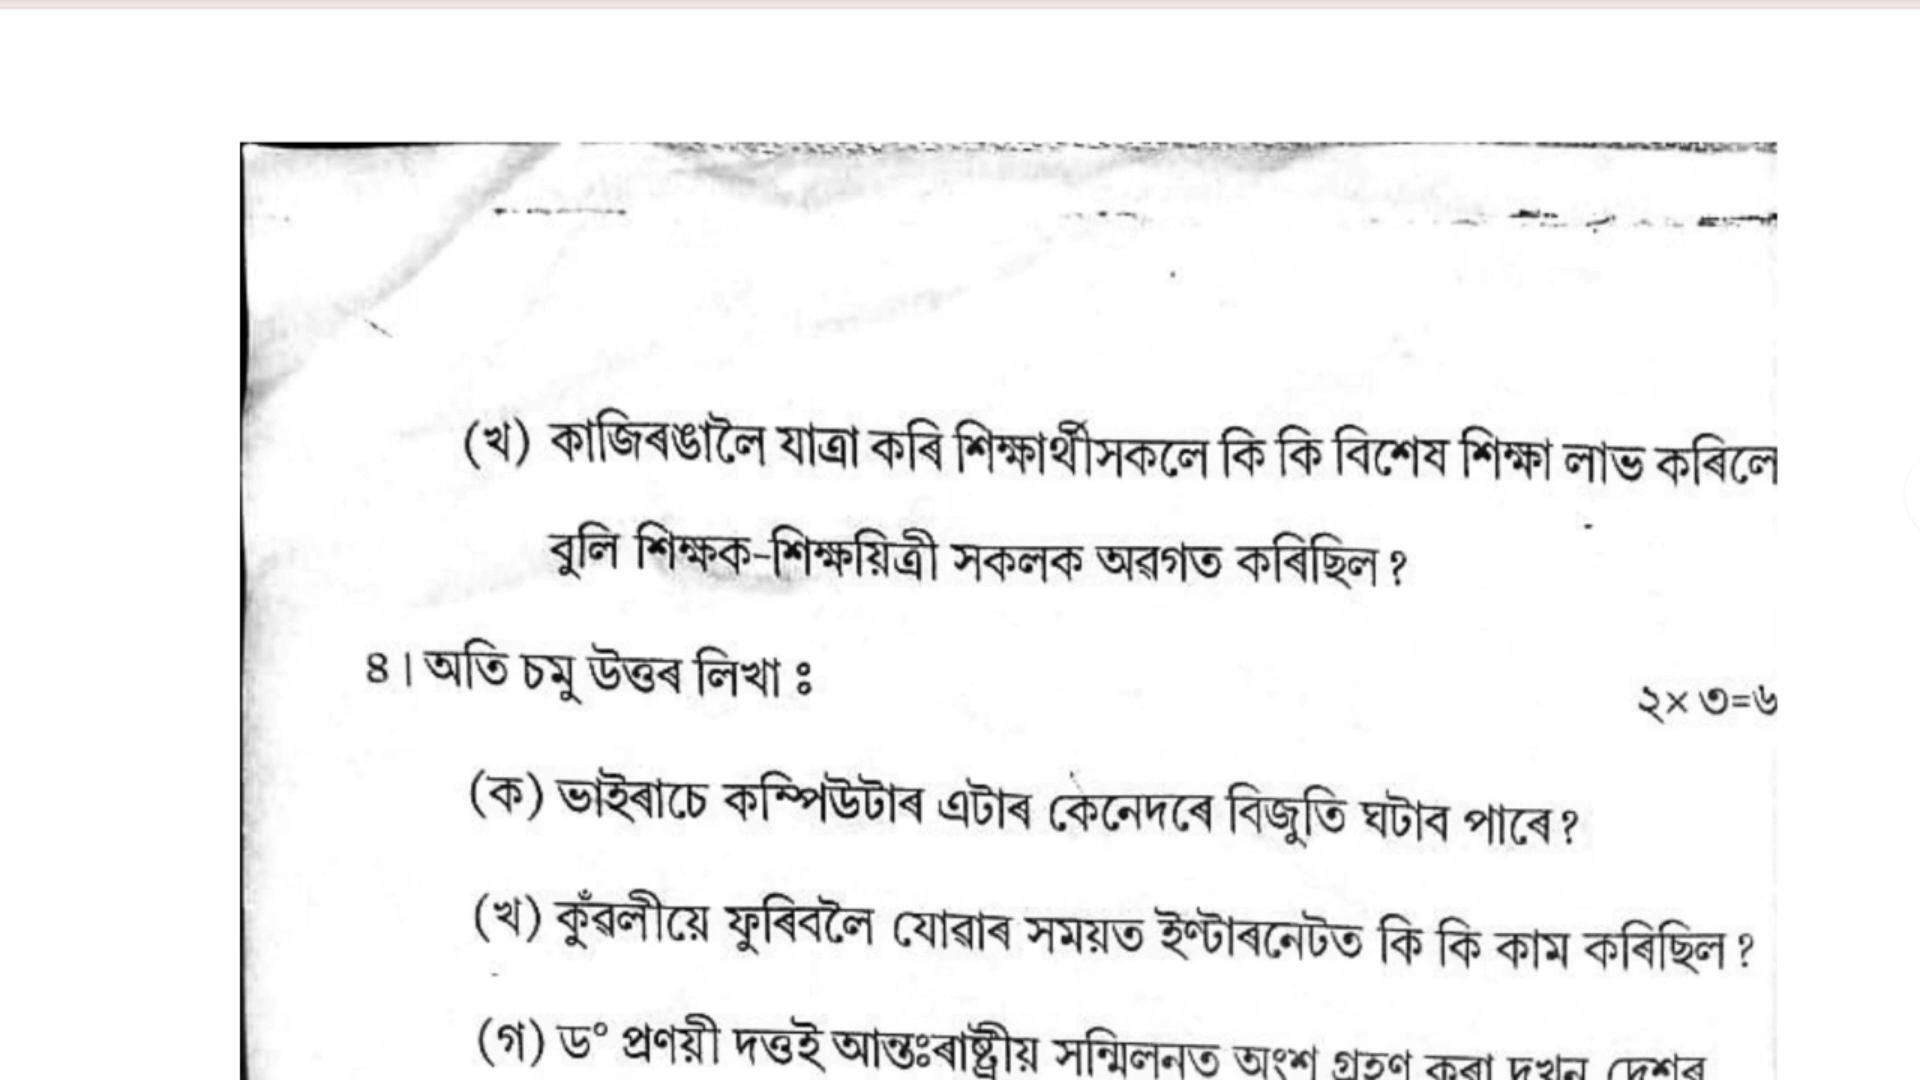 (খ) কাজিৰঙালৈ যাত্ৰা কৰি শিক্ষাৰ্থীসকলে কি কি বিশেষ শিক্ষা লাভ কৰিলে
বুলি শিক্ষক-শিক্ষয়িত্ৰী সকলক অৱগত কৰিছিল?
৪। অতি চমু উত্তৰ লিখা ঃ
২× ৩=৬
(ক) ভাইৰাচে কম্পিউটাৰ এটাৰ কেনেদৰে বিজুতি ঘটাব পাৰে?
(খ) কুঁৱলীয়ে ফুৰিবলৈ যোৱাৰ সময়ত ইণ্টাৰনেটত কি কি কাম কৰিছিল?
(গ) ড° প্ৰণয়ী দত্তই আন্তঃৰাষ্ট্ৰীয় সন্মিলনত অংশ গ্ৰহণ কৰা দুখন দেশৰ